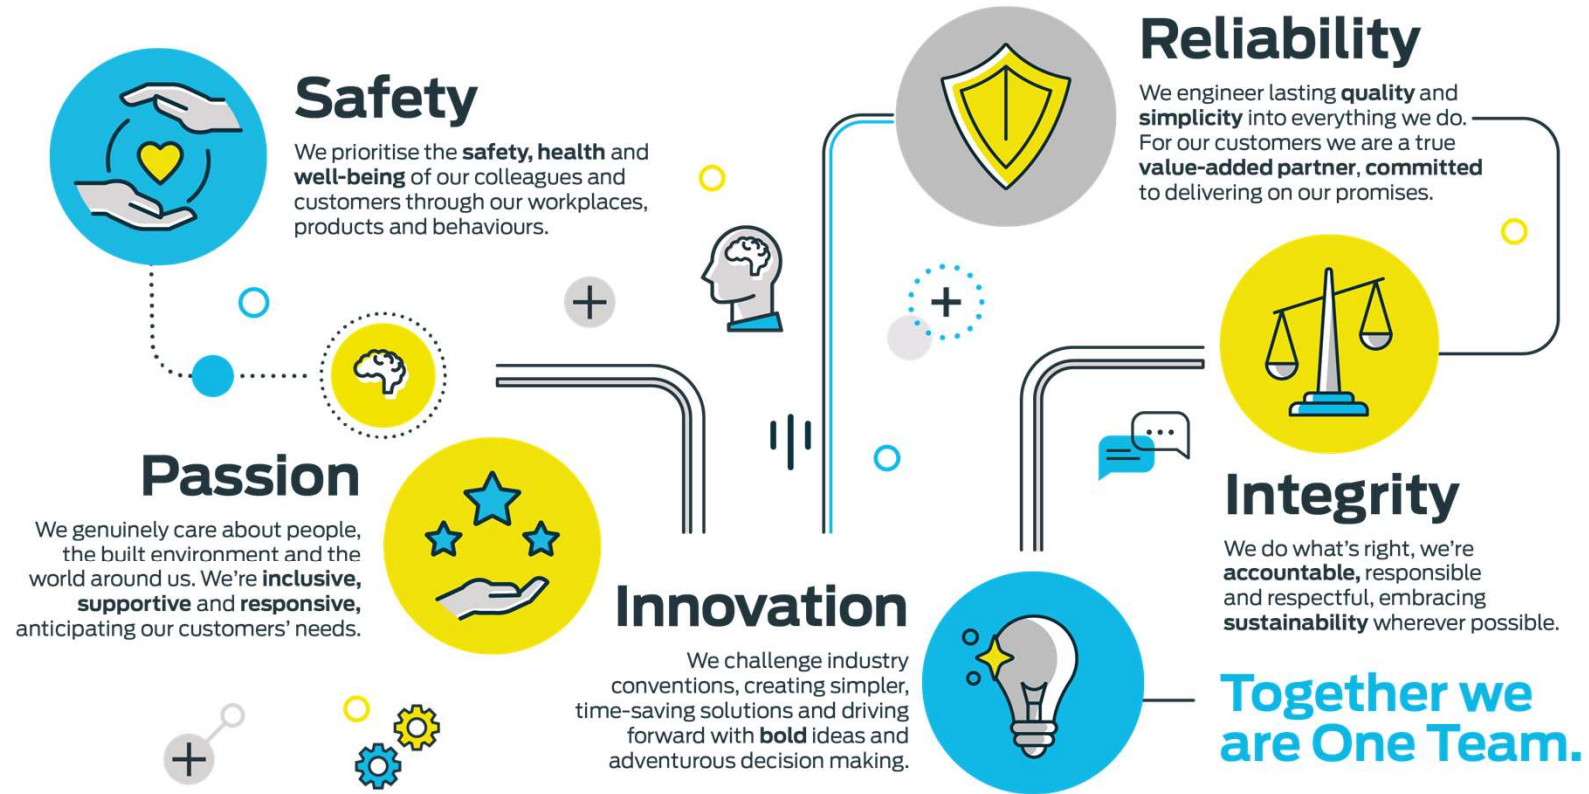 Safety
We prioritise the safety, health and
well-being of our colleagues and
customers through our workplaces,
products and behaviours.
Reliability
We engineer lasting quality and
simplicity into everything we do.
For our customers we are a true
value-added partner, committed
to delivering on our promises.
Passion
We genuinely care about people,
the built environment and the
world around us. We're inclusive,
supportive and responsive,
anticipating our customers' needs.
Innovation
We challenge industry
conventions, creating simpler,
time-saving solutions and driving
forward with bold ideas and
adventurous decision making.
Integrity
We do what's right, we're
accountable, responsible
and respectful, embracing
sustainability wherever possible.
Together we
are One Team.